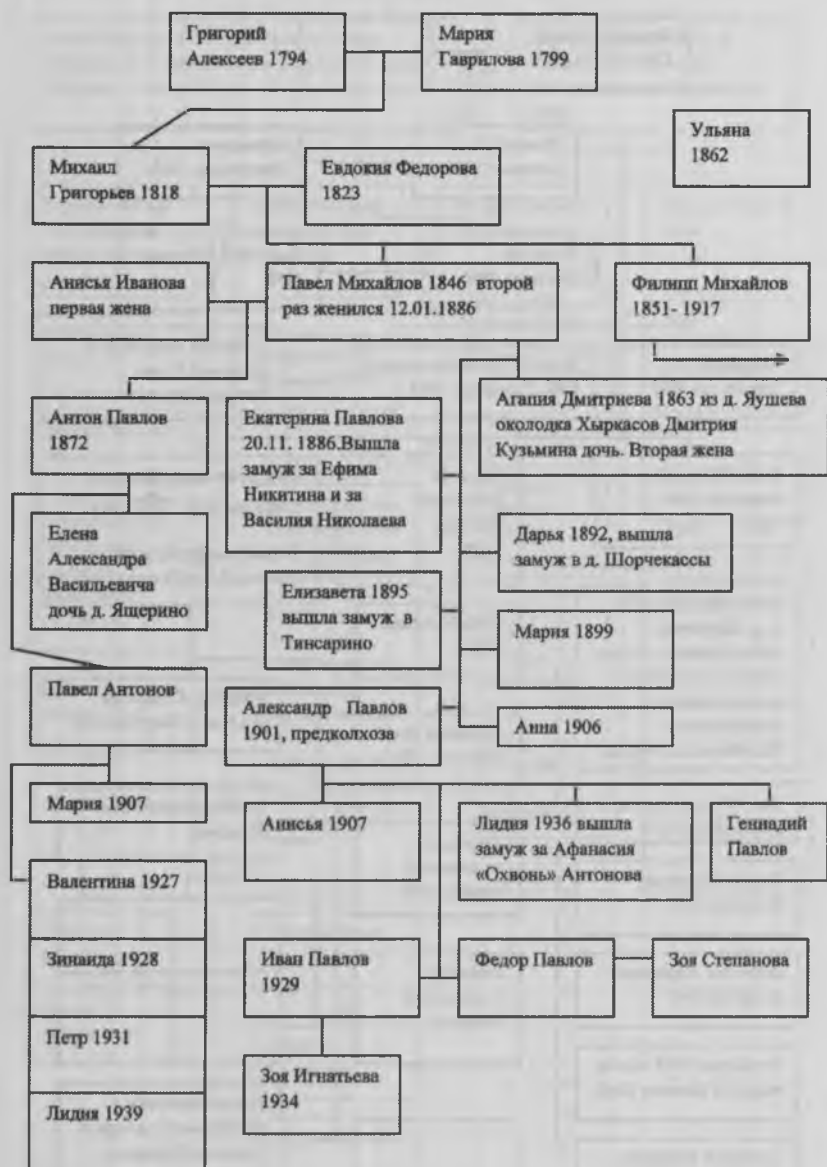 Григорий
Алексеев 1794
Мария
Гаврилова 1799
Ульяна
1862
Михаил
Григорьев 1818
Евдокия Федорова
1823
Анисья Иванова
первая жена
Павел Михайлов 1846 второй
раз женился 12.01.1886
Филипп Михайлов
1851- 1917
Антон Павлов
1872
Екатерина Павлова
20.11. 1886.Вышла
замуж за Ефима
Никитина и за
Василия Николаева
Агапия Дмитриева 1863 из д. Яушева
околодка Хыркасов Дмитрия
Кузьмина дочь. Вторая жена
Елена
Александра
Васильевича
дочь д. Ящерино
Дарья 1892, вышла
замуж в д. Шорчекассы
Елизавета 1895
вышла замуж в
Тинсарино
Мария 1899
Павел Антонов
Александр Павлов
1901, предколхоза
Анна 1906
Мария 1907
Анисья 1907
Лидия 1936 вышла
замуж за Афанасия
«Охвонь» Антонова
Геннадий
Павлов
Валентина 1927
Зинаида 1928
Иван Павлов
1929
Федор Павлов
Зоя Степанова
Петр 1931
Зоя Игнатьева
1934
Лидия 1939